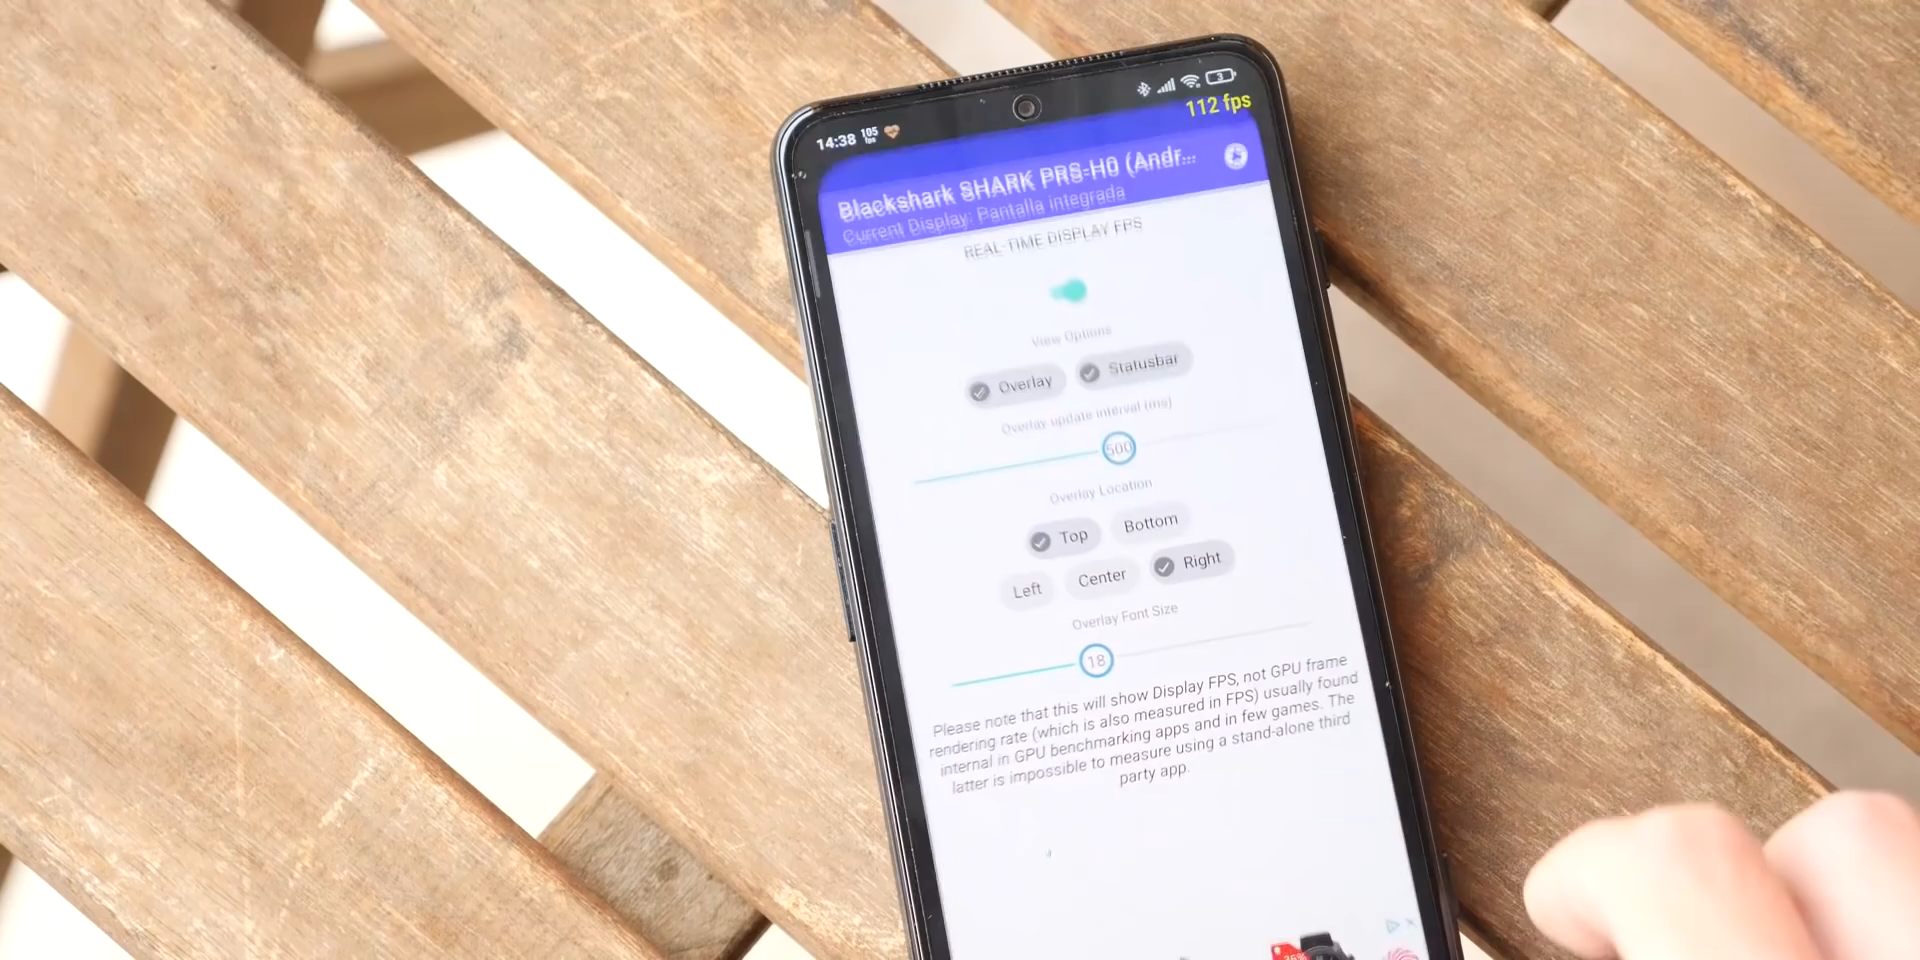 14:38 105 fps
3
112 fps
Blackshark SHARK PRS-H0 (Andr...
Current Display: Pantalla integrada
REAL-TIME DISPLAY FPS
View Options
Overlay Statusbar
Overlay update interval (ms)
500
Overlay Location
Top Bottom
Left Center Right
Overlay Font Size
18
Please note that this will show Display FPS, not GPU frame
rendering rate (which is also measured in FPS) usually found
internal in GPU benchmarking apps and in few games. The
latter is impossible to measure using a stand-alone third
party app.